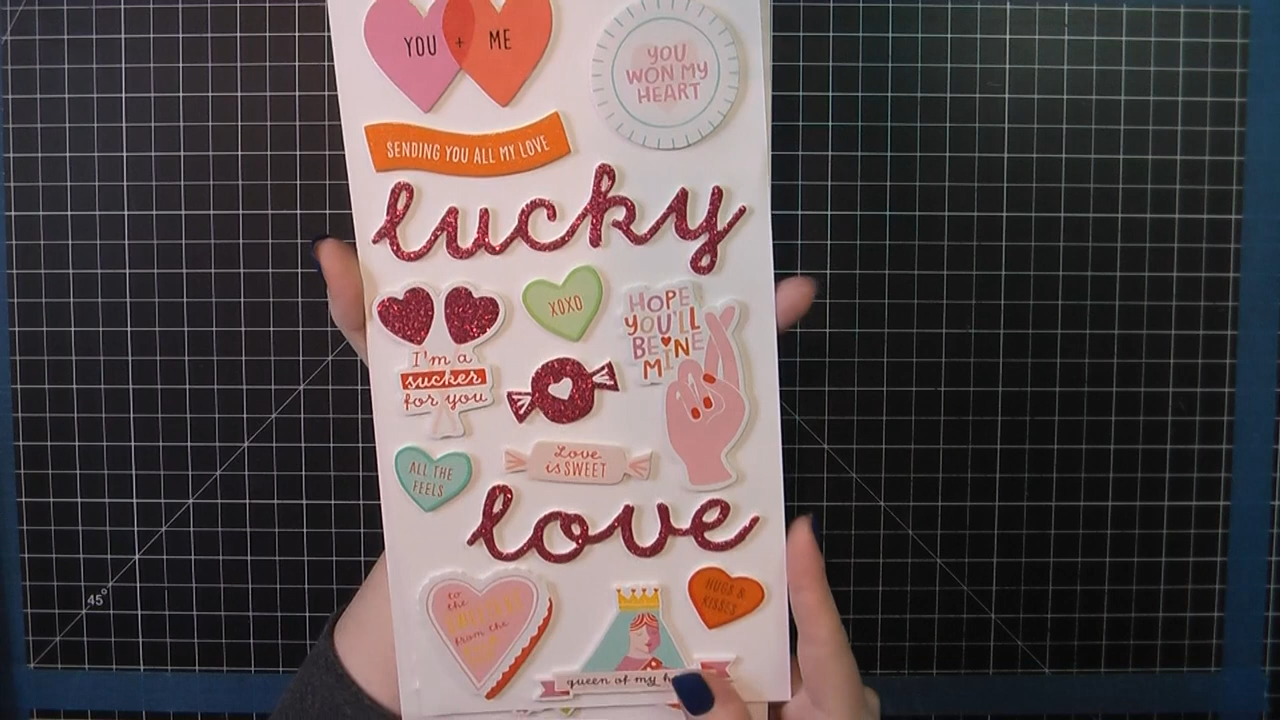 YOU + ME
YOU
WON MY
HEART
SENDING YOU ALL MY LOVE
lucky
XOXO
HOPE
YOU'LL
BE
MINE
I'm a
sucker
for you
Love
is SWEET
ALL THE
FEELS
love
HUGS &
KISSES
to
the
from the
queen of my
45°